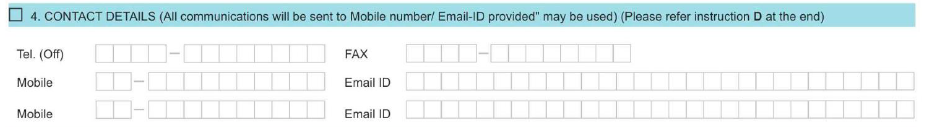 4. CONTACT DETAILS (All communications will be sent to Mobile number/ Email-ID provided" may be used) (Please refer instruction D at the end)
Tel. (Off) – FAX –
Mobile – Email ID
Mobile – Email ID